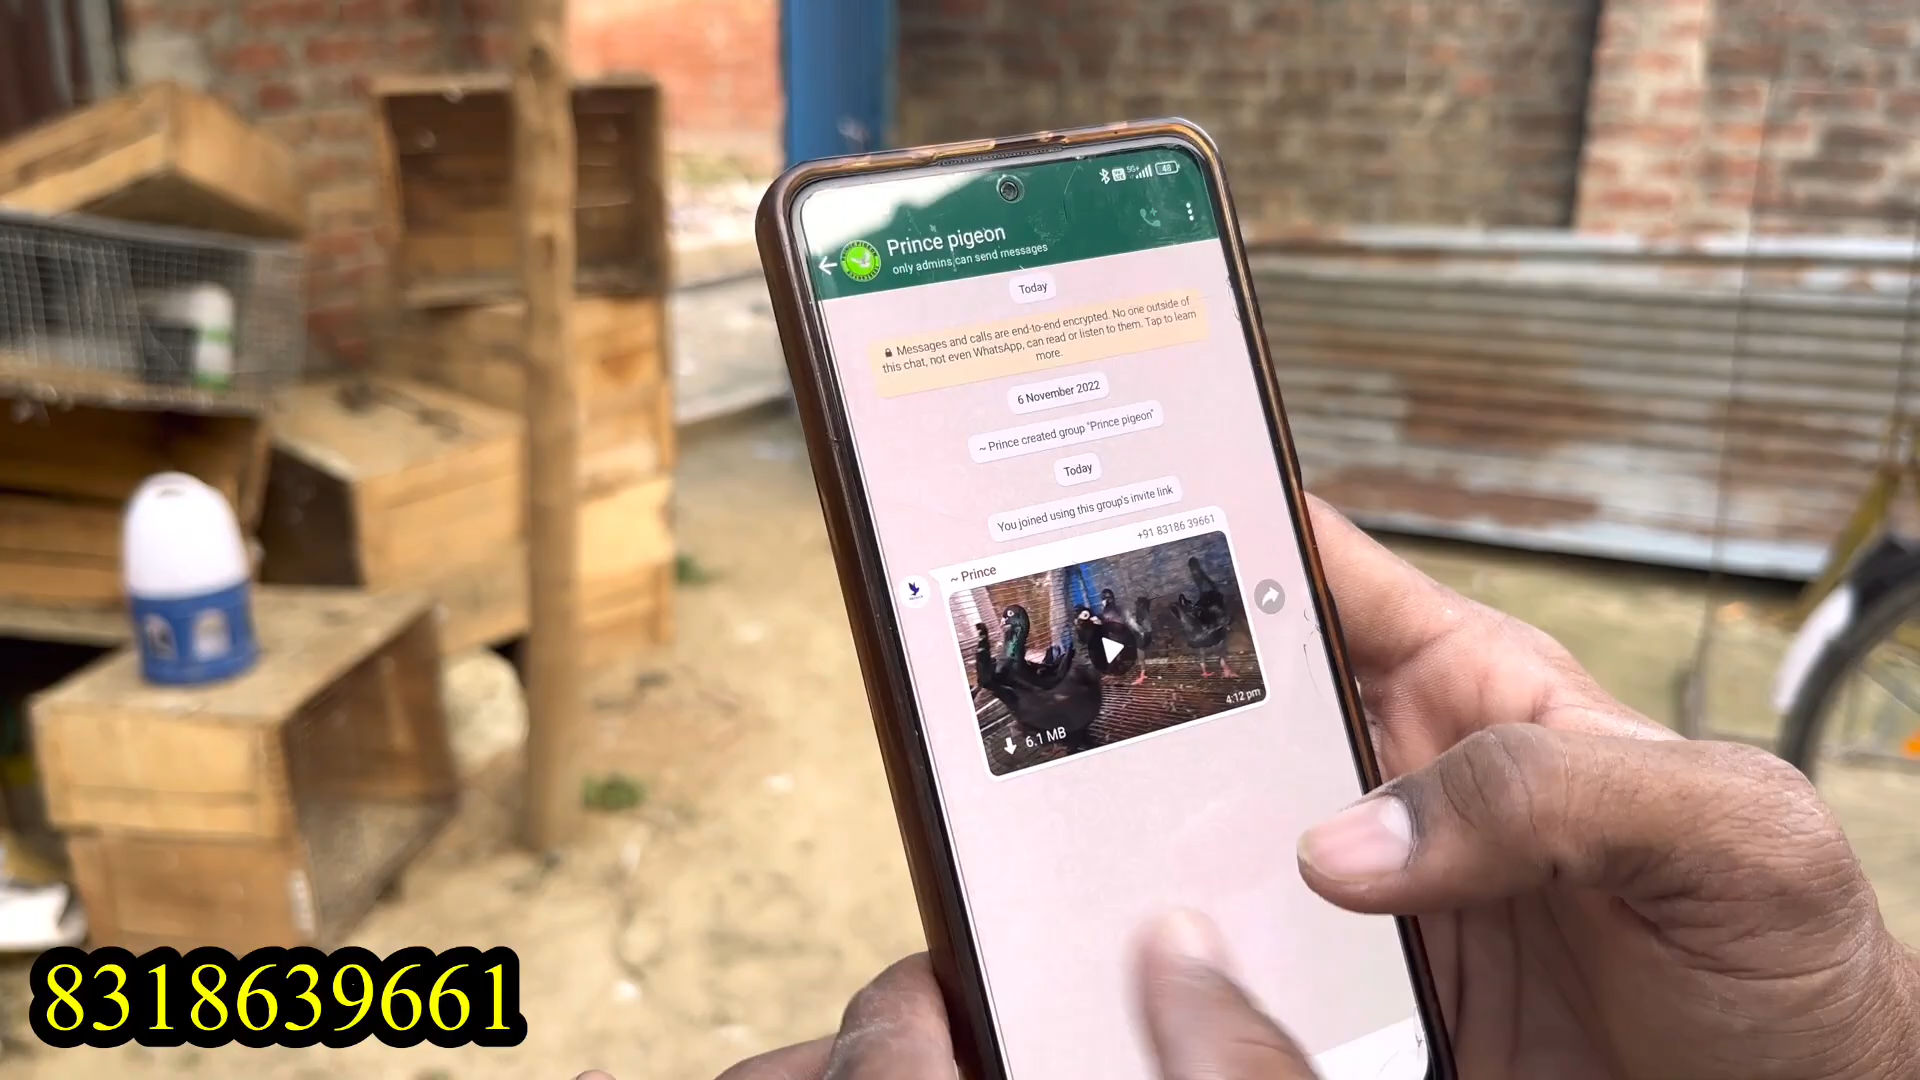 48
Prince pigeon
only admins can send messages
Today
Messages and calls are end-to-end encrypted. No one outside of
this chat, not even WhatsApp, can read or listen to them. Tap to learn
more.
6 November 2022
~ Prince created group "Prince pigeon"
Today
You joined using this group's invite link
+91 83186 39661
~ Prince
6.1 MB
4:12 pm
8318639661